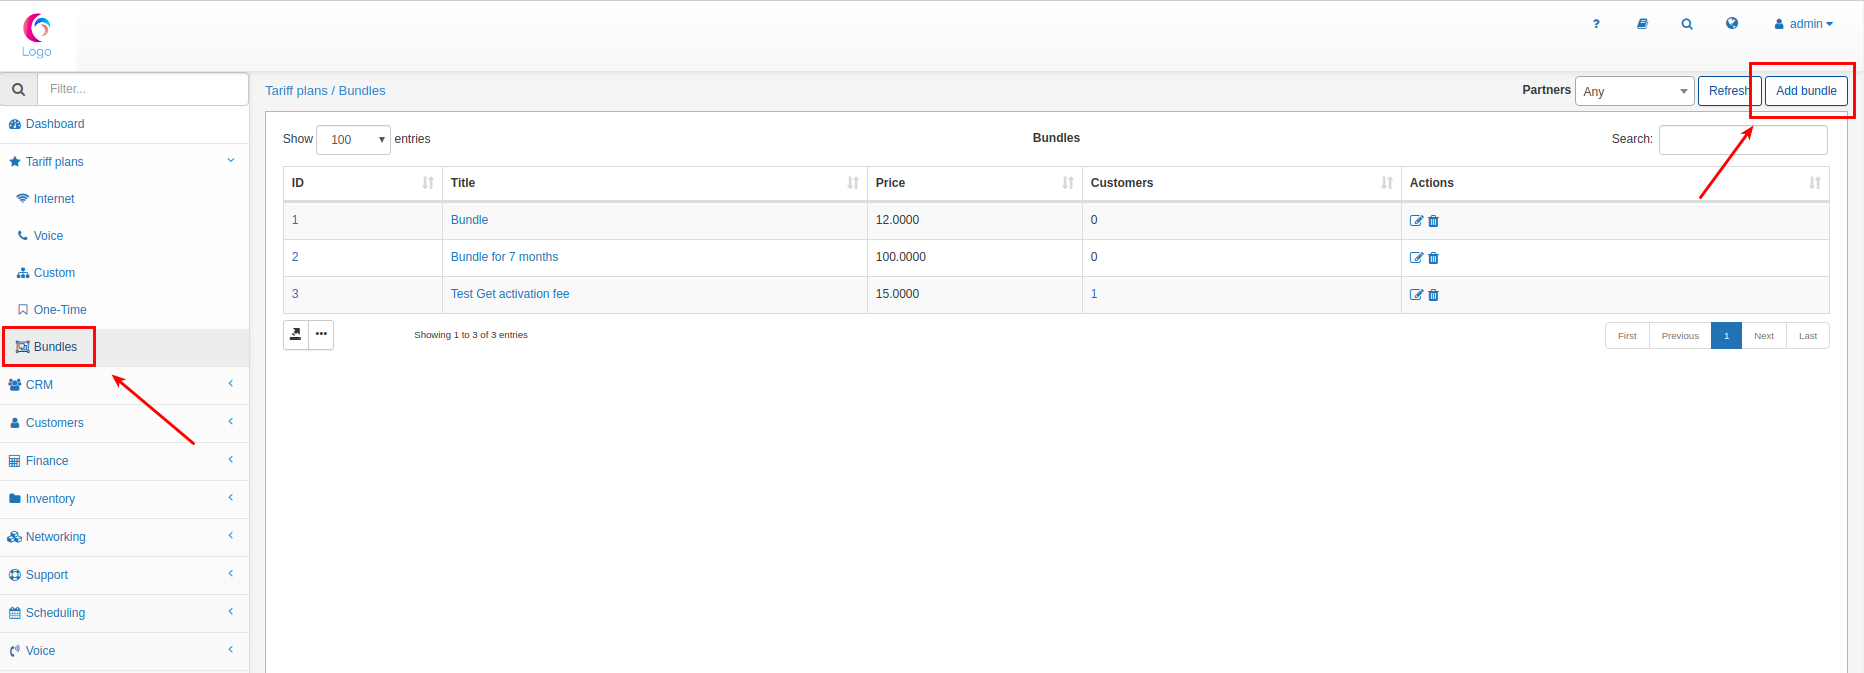 Logo
? admin
Filter...
Tariff plans / Bundles
Partners Any Refresh Add bundle
Dashboard
Tariff plans
Internet
Voice
Custom
One-Time
Bundles
CRM
Customers
Finance
Inventory
Networking
Support
Scheduling
Voice
Show 100 entries
Bundles
Search:
ID Title Price Customers Actions
1 Bundle 12.0000 0
2 Bundle for 7 months 100.0000 0
3 Test Get activation fee 15.0000 1
Showing 1 to 3 of 3 entries
First Previous 1 Next Last